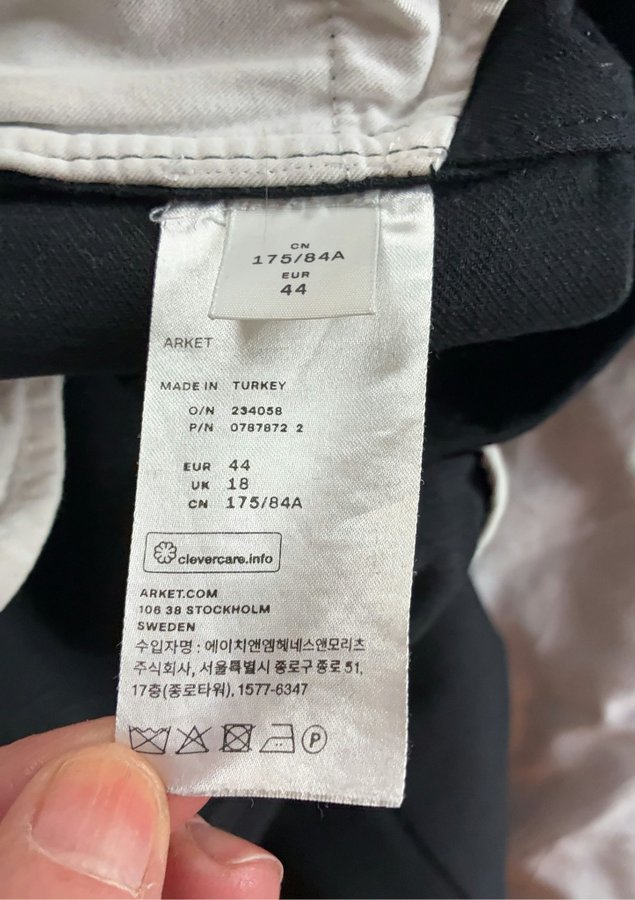 CN
175/84A
EUR
44
ARKET
MADE IN TURKEY
O/N 234058
P/N 0787872 2
EUR 44
UK 18
CN 175/84A
clevercare.info
ARKET.COM
106 38 STOCKHOLM
SWEDEN
수입자명 : 에이치앤엠헤네스앤모리츠
주식회사, 서울특별시 종로구 종로 51,
17층(종로타워), 1577-6347
P